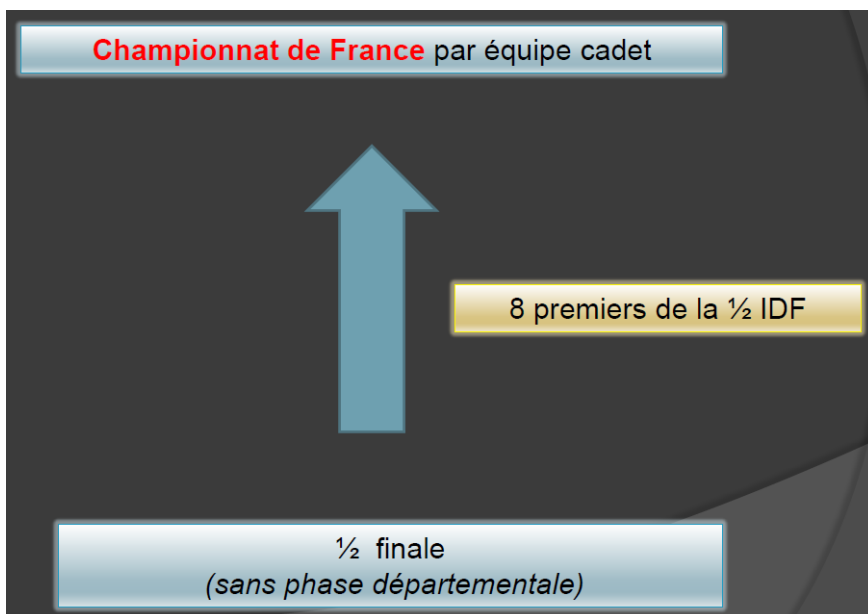 Championnat de France par équipe cadet
8 premiers de la ½ IDF
½ finale
(sans phase départementale)